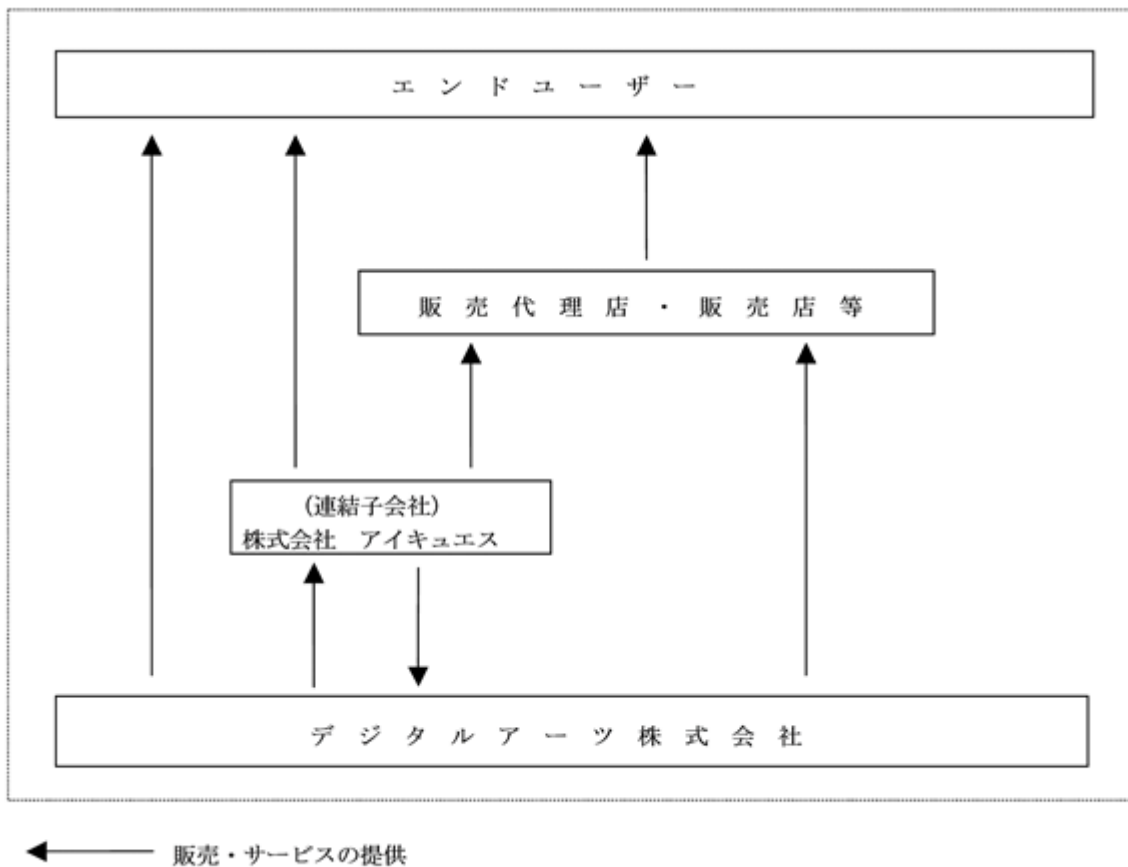 エンドユーザー
販売代理店・販売店等
(連結子会社)
株式会社 アイキュエス
デジタルアーツ株式会社
販売・サービスの提供